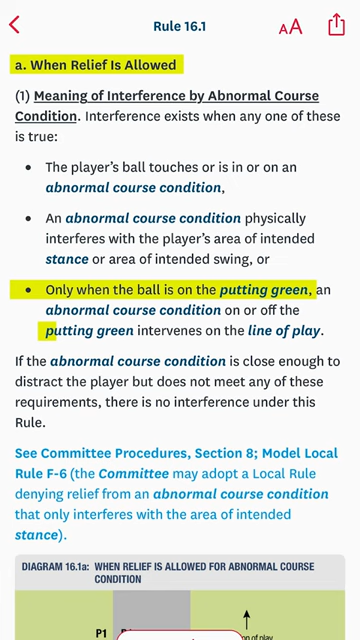 Rule 16.1
AA
a. When Relief Is Allowed
(1) Meaning of Interference by Abnormal Course
Condition. Interference exists when any one of these
is true:
• The player's ball touches or is in or on an
abnormal course condition,
• An abnormal course condition physically
interferes with the player's area of intended
stance or area of intended swing, or
• Only when the ball is on the putting green, an
abnormal course condition on or off the
putting green intervenes on the line of play.
If the abnormal course condition is close enough to
distract the player but does not meet any of these
requirements, there is no interference under this
Rule.
See Committee Procedures, Section 8; Model Local
Rule F-6 (the Committee may adopt a Local Rule
denying relief from an abnormal course condition
that only interferes with the area of intended
stance).
DIAGRAM 16.1a: WHEN RELIEF IS ALLOWED FOR ABNORMAL COURSE
CONDITION
P1
of play